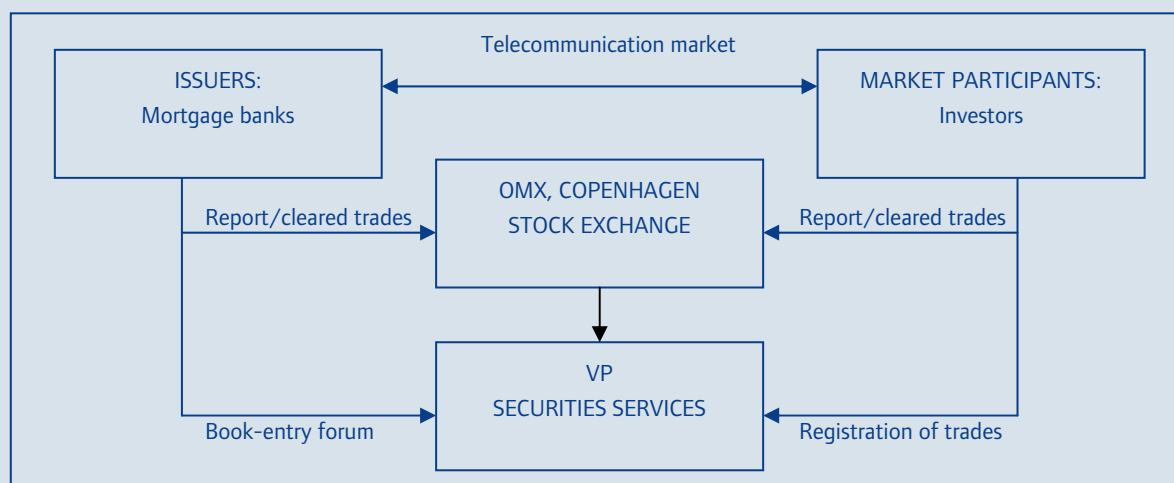 Telecommunication market
ISSUERS:
Mortgage banks
MARKET PARTICIPANTS:
Investors
OMX, COPENHAGEN
STOCK EXCHANGE
Report/cleared trades
Report/cleared trades
VP
SECURITIES SERVICES
Book-entry forum
Registration of trades